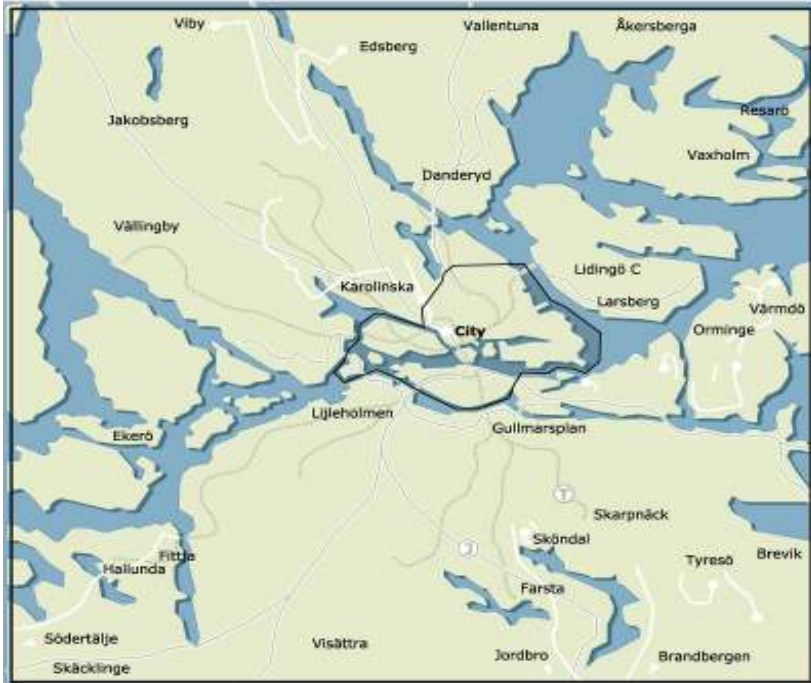 Viby
Vallentuna
Åkersberga
Edsberg
Resarö
Jakobsberg
Vaxholm
Danderyd
Vällingby
Lidingö C
Karolinska
Larsberg
Värmdö
City
Orminge
Liljeholmen
Ekerö
Gullmarsplan
T
Skarpnäck
Sköndal
J
Fittja
Hallunda
Brevik
Tyresö
Farsta
Södertälje
Visättra
Skäcklinge
Jordbro
Brandbergen